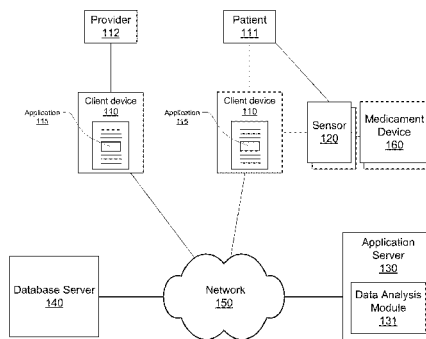 Provider
112
Patient
111
Client device
110
Application
115
Client device
110
Application
115
Sensor
120
Medicament
Device
160
Database Server
140
Network
150
Application
Server
130
Data Analysis
Module
131